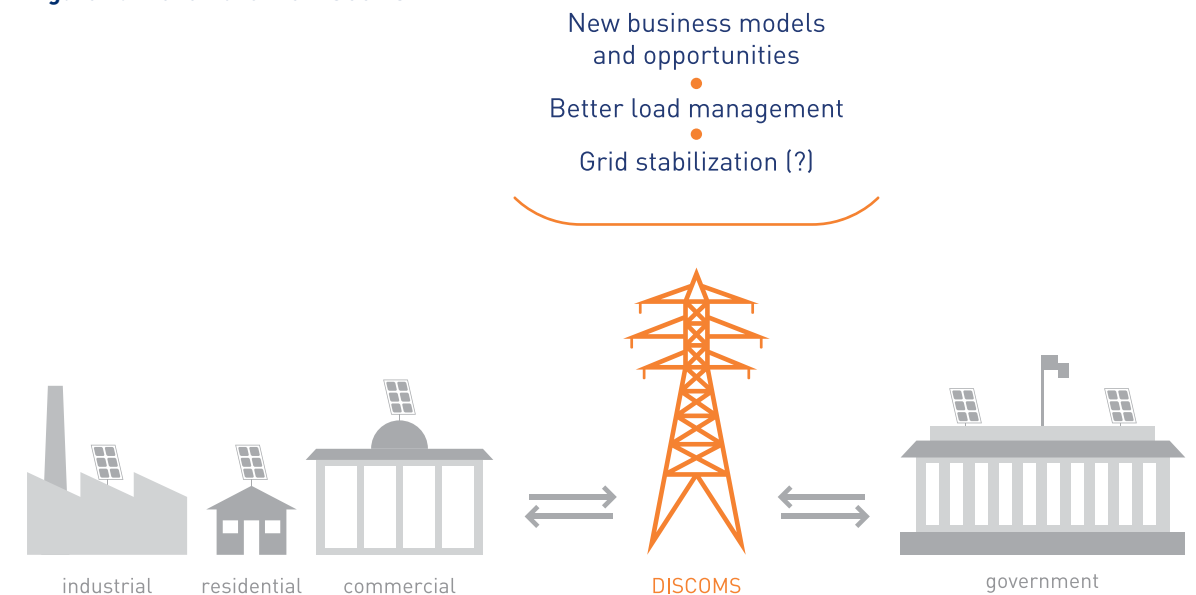 New business models
and opportunities
Better load management
Grid stabilization (?)
industrial
residential
commercial
DISCOMS
government